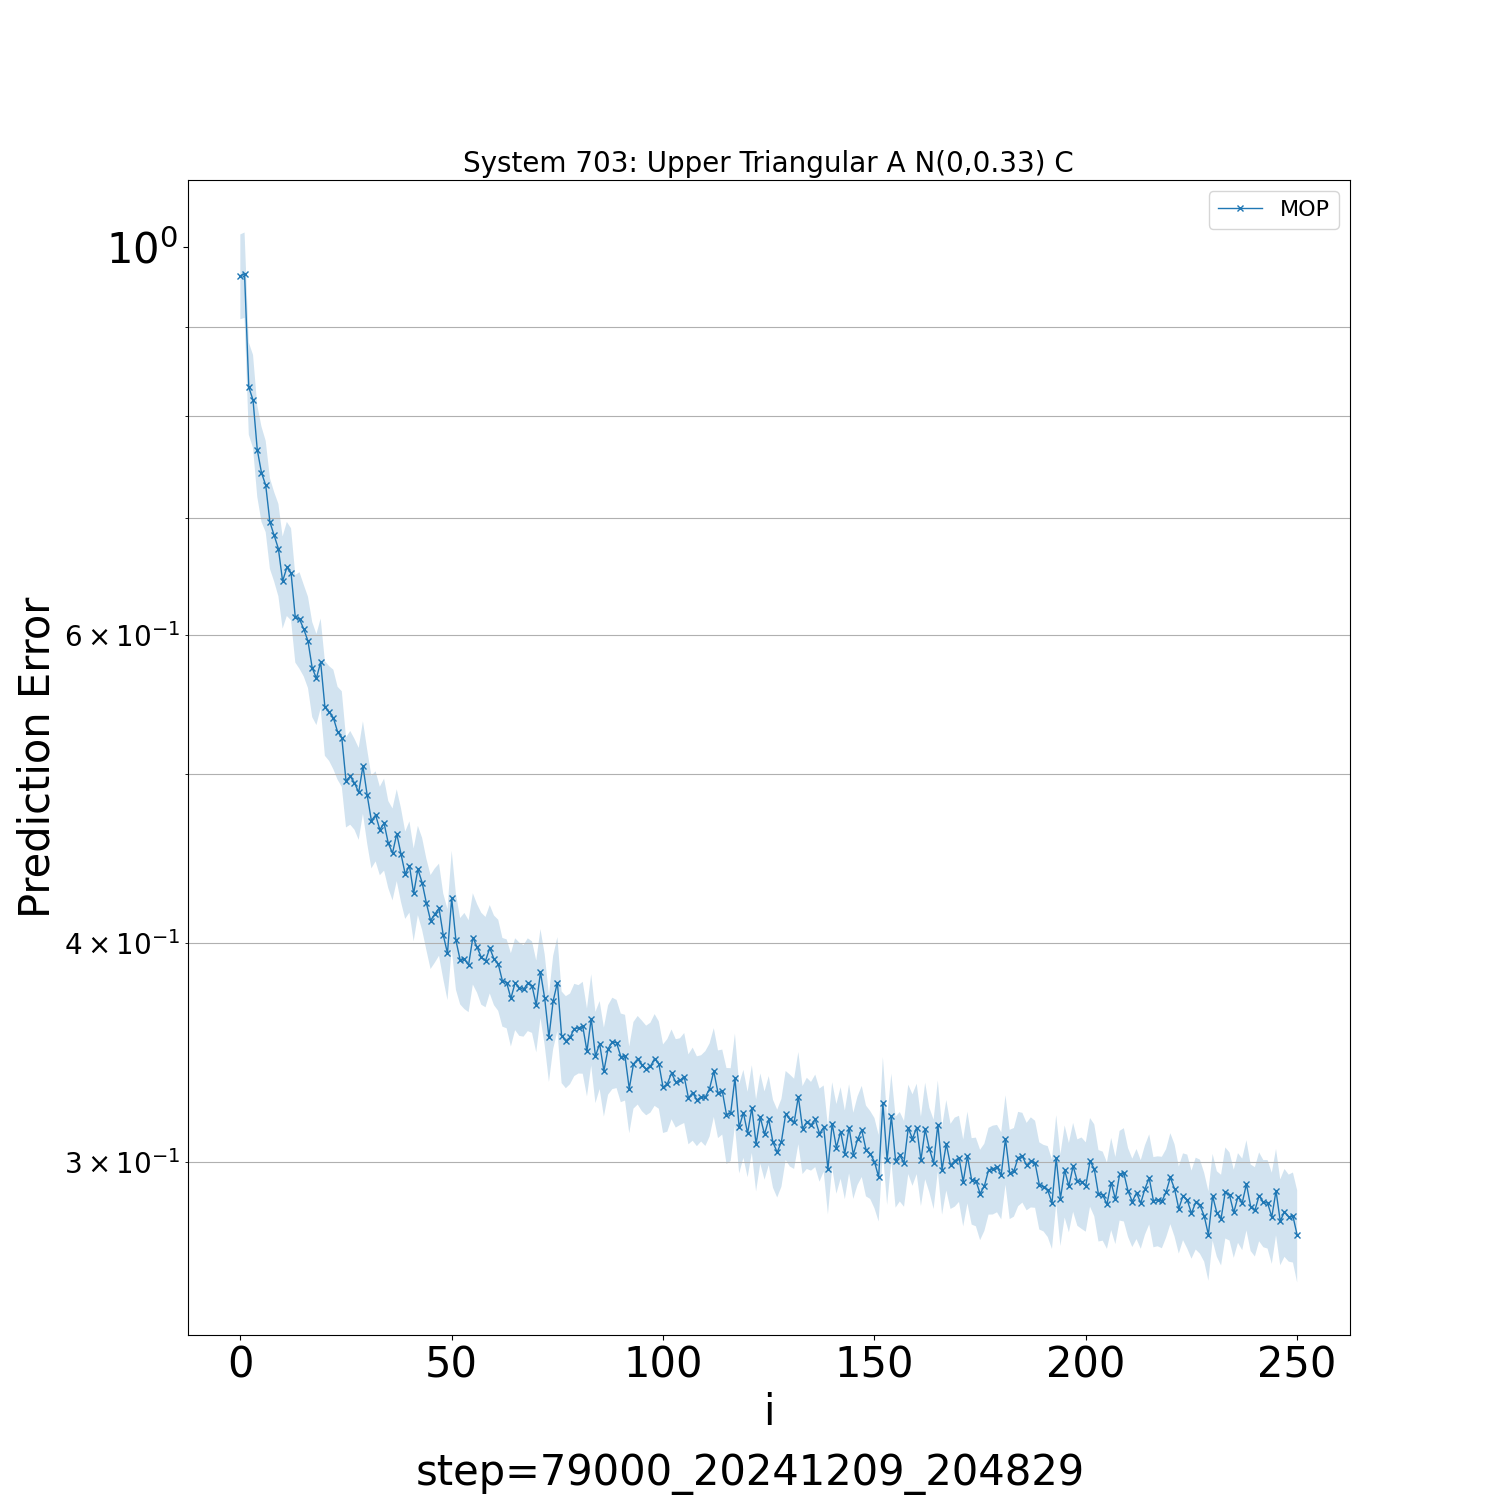 System 703: Upper Triangular A N(0,0.33) C
MOP
10⁰
6 × 10⁻¹
4 × 10⁻¹
3 × 10⁻¹
Prediction Error
0 50 100 150 200 250
i
step=79000_20241209_204829